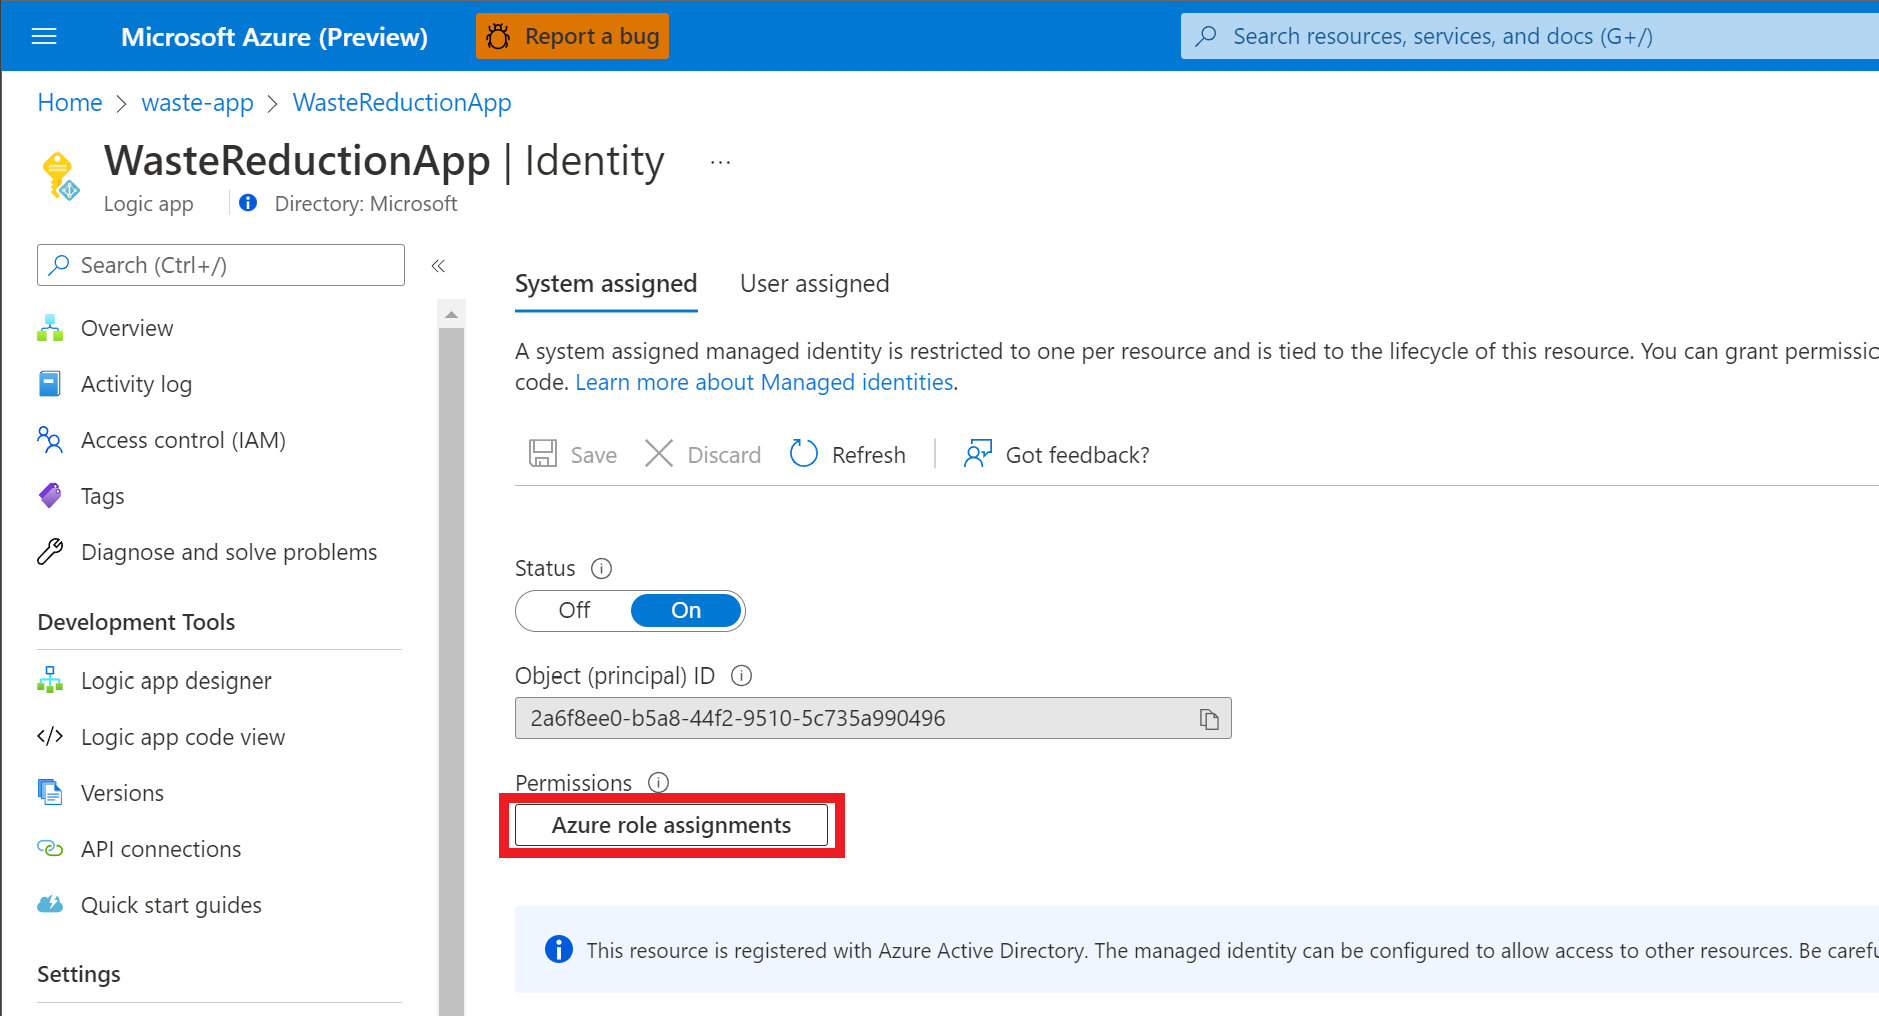 Microsoft Azure (Preview)
Report a bug
Search resources, services, and docs (G+/)
Home > waste-app > WasteReductionApp
WasteReductionApp | Identity ...
Logic app
Directory: Microsoft
Search (Ctrl+/)
«
Overview
Activity log
Access control (IAM)
Tags
Diagnose and solve problems
Development Tools
Logic app designer
Logic app code view
Versions
API connections
Quick start guides
Settings
System assigned
User assigned
A system assigned managed identity is restricted to one per resource and is tied to the lifecycle of this resource. You can grant permissio
code. Learn more about Managed identities.
Save
Discard
Refresh
Got feedback?
Status
Off
On
Object (principal) ID
2a6f8ee0-b5a8-44f2-9510-5c735a990496
Permissions
Azure role assignments
This resource is registered with Azure Active Directory. The managed identity can be configured to allow access to other resources. Be carefu